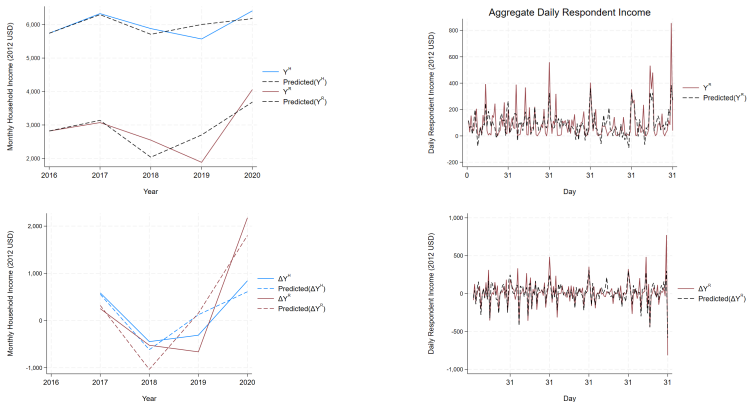 Monthly Household Income (2012 USD)
6,000
5,000
4,000
3,000
2,000
2016
2017
2018
2019
2020
Year
Yᴴ
Predicted(Yᴴ)
Yᴿ
Predicted(Yᴿ)
Aggregate Daily Respondent Income
Daily Respondent Income (2012 USD)
800
600
400
200
0
-200
0
31
31
31
31
31
31
Day
Yᴿ
Predicted(Yᴿ)
Monthly Household Income (2012 USD)
2,000
1,000
0
-1,000
2016
2017
2018
2019
2020
Year
ΔYᴴ
Predicted(ΔYᴴ)
ΔYᴿ
Predicted(ΔYᴿ)
Daily Respondent Income (2012 USD)
1,000
500
0
-500
-1,000
31
31
31
31
31
Day
ΔYᴿ
Predicted(ΔYᴿ)